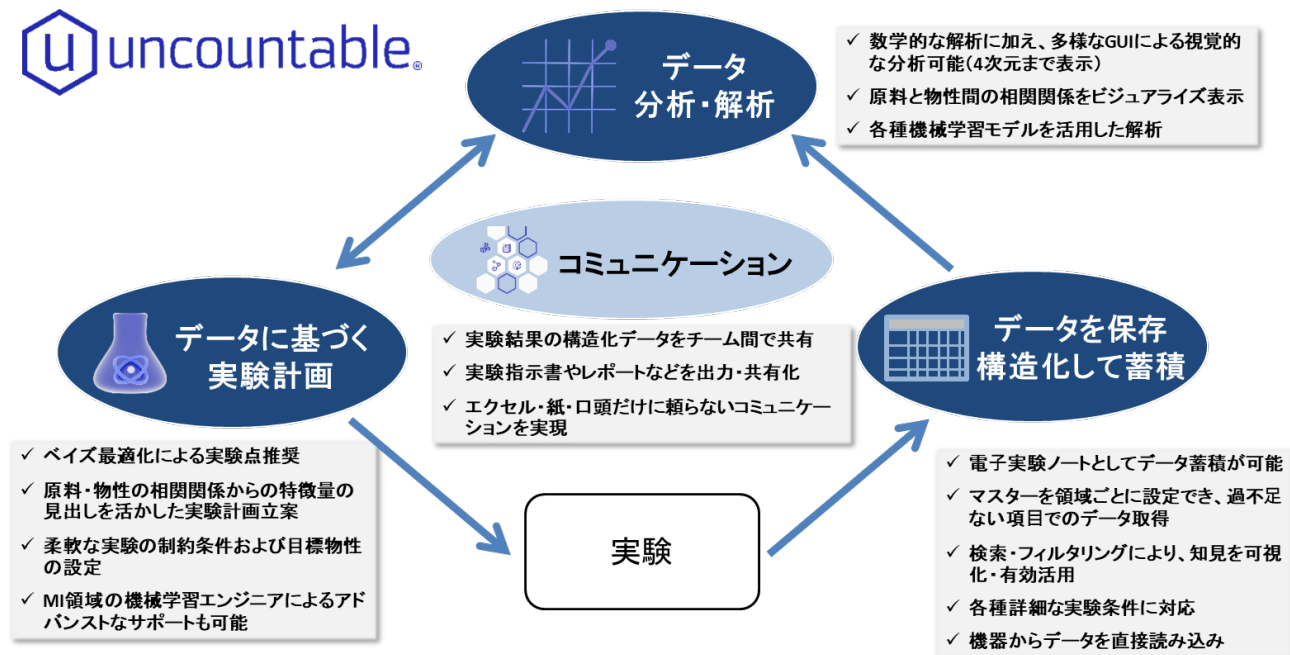 uncountable®
データ
分析・解析
✓ 数学的な解析に加え、多様なGUIによる視覚的
な分析可能(4次元まで表示)
✓ 原料と物性間の相関関係をビジュアライズ表示
✓ 各種機械学習モデルを活用した解析
コミュニケーション
✓ 実験結果の構造化データをチーム間で共有
✓ 実験指示書やレポートなどを出力・共有化
✓ エクセル・紙・口頭だけに頼らないコミュニケー
ションを実現
データに基づく
実験計画
✓ ベイズ最適化による実験点推奨
✓ 原料・物性の相関関係からの特徴量の
見出しを活かした実験計画立案
✓ 柔軟な実験の制約条件および目標物性
の設定
✓ MI領域の機械学習エンジニアによるアド
バンストなサポートも可能
実験
データを保存
構造化して蓄積
✓ 電子実験ノートとしてデータ蓄積が可能
✓ マスターを領域ごとに設定でき、過不足
ない項目でのデータ取得
✓ 検索・フィルタリングにより、知見を可視
化・有効活用
✓ 各種詳細な実験条件に対応
✓ 機器からデータを直接読み込み